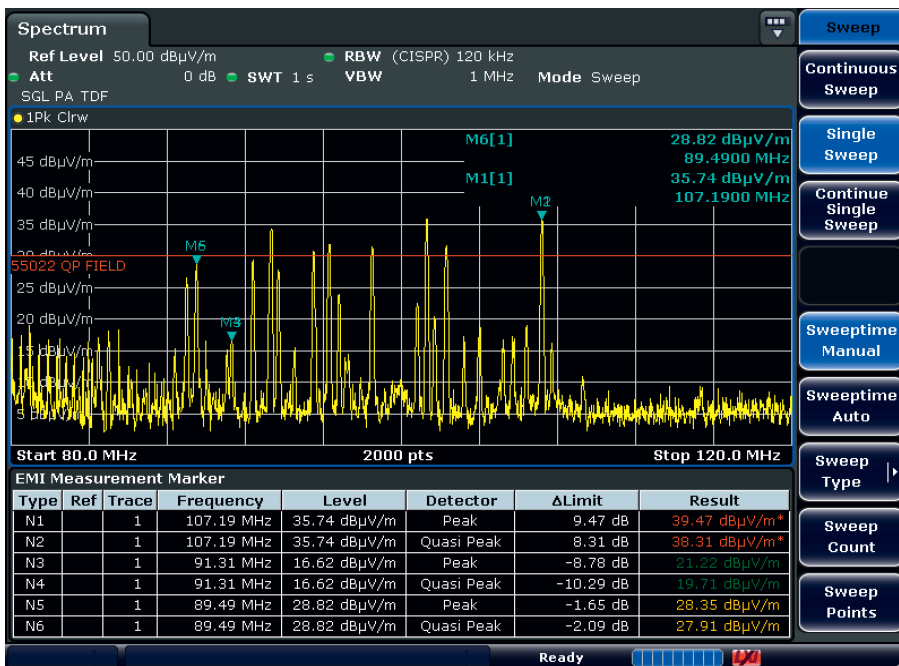 Spectrum
Ref Level 50.00 dBµV/m RBW (CISPR) 120 kHz
Att 0 dB SWT 1 s VBW 1 MHz Mode Sweep
SGL PA TDF
1Pk Clrw
M6[1] 28.82 dBµV/m
89.4900 MHz
M1[1] 35.74 dBµV/m
107.1900 MHz
45 dBµV/m
40 dBµV/m
35 dBµV/m
55022 QP FIELD
25 dBµV/m
20 dBµV/m
15 dBµV/m
5 dBµV/m
M2
Start 80.0 MHz 2000 pts Stop 120.0 MHz
EMI Measurement Marker
Type Ref Trace Frequency Level Detector ΔLimit Result
N1 1 107.19 MHz 35.74 dBµV/m Peak 9.47 dB 39.47 dBµV/m*
N2 1 107.19 MHz 35.74 dBµV/m Quasi Peak 8.31 dB 38.31 dBµV/m*
N3 1 91.31 MHz 16.62 dBµV/m Peak -8.78 dB 21.22 dBµV/m
N4 1 91.31 MHz 16.62 dBµV/m Quasi Peak -10.29 dB 19.71 dBµV/m
N5 1 89.49 MHz 28.82 dBµV/m Peak -1.65 dB 28.35 dBµV/m
N6 1 89.49 MHz 28.82 dBµV/m Quasi Peak -2.09 dB 27.91 dBµV/m
Ready
Sweep
Continuous
Sweep
Single
Sweep
Continue
Single
Sweep
Sweeptime
Manual
Sweeptime
Auto
Sweep
Type
Sweep
Count
Sweep
Points